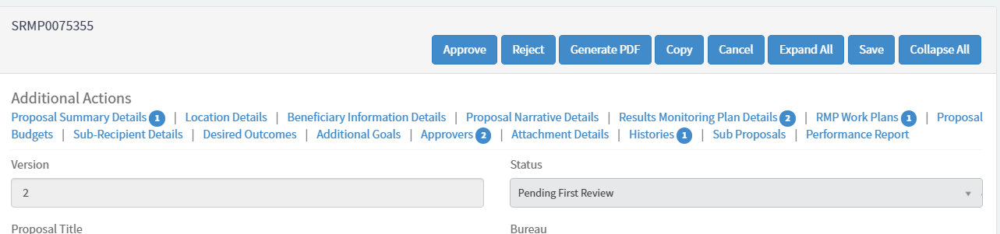 SRMP0075355
Approve Reject Generate PDF Copy Cancel Expand All Save Collapse All
Additional Actions
Proposal Summary Details 1 | Location Details | Beneficiary Information Details | Proposal Narrative Details | Results Monitoring Plan Details 2 | RMP Work Plans 1 | Proposal
Budgets | Sub-Recipient Details | Desired Outcomes | Additional Goals | Approvers 2 | Attachment Details | Histories 1 | Sub Proposals | Performance Report
Version Status
2 Pending First Review
Proposal Title Bureau